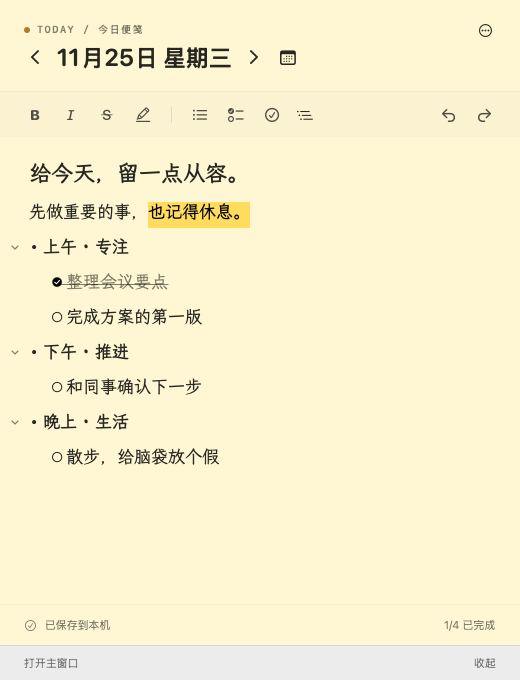 TODAY / 今日便笺
11月25日 星期三
B I S
给今天，留一点从容。
先做重要的事，也记得休息。
• 上午・专注
整理会议要点
完成方案的第一版
• 下午・推进
和同事确认下一步
• 晚上・生活
散步，给脑袋放个假
已保存到本机 1/4 已完成
打开主窗口 收起